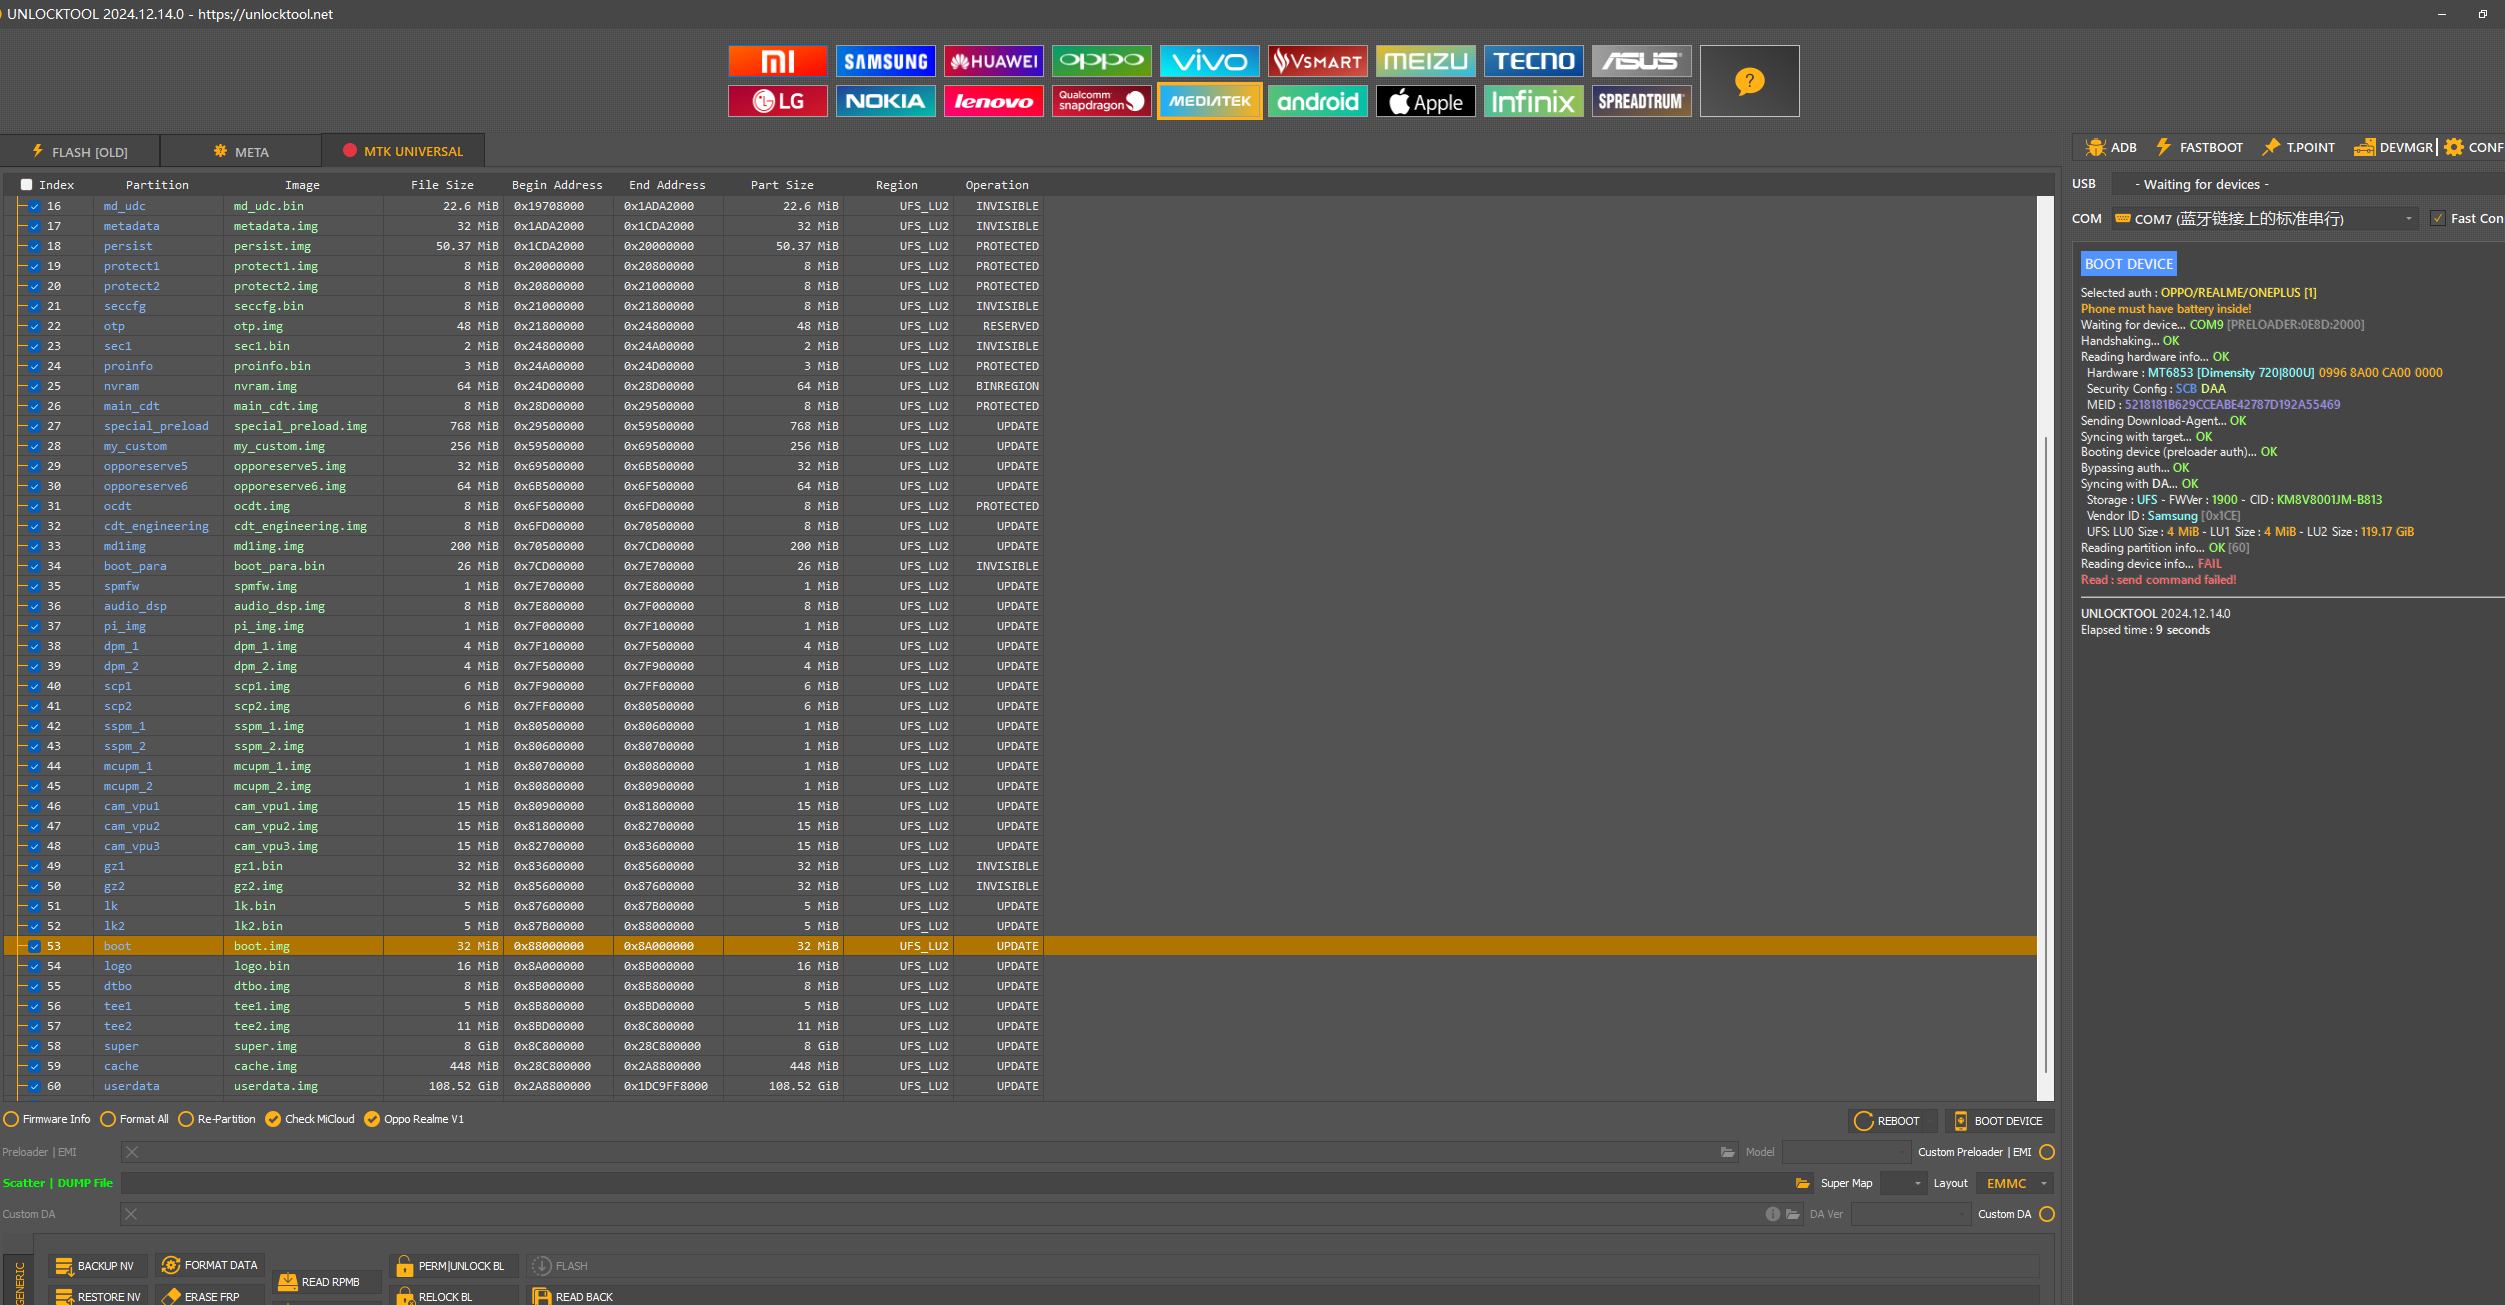 UNLOCKTOOL 2024.12.14.0 - https://unlocktool.net
MI SAMSUNG HUAWEI oppo vivo VSMART MEIZU TECNO ASUS
LG NOKIA lenovo Qualcomm snapdragon MEDIATEK android Apple Infinix SPREADTRUM
FLASH [OLD] META MTK UNIVERSAL
ADB FASTBOOT T.POINT DEVMGR CONF
Index Partition Image File Size Begin Address End Address Part Size Region Operation
16 md_udc md_udc.bin 22.6 MiB 0x19708000 0x1ADA2000 22.6 MiB UFS_LU2 INVISIBLE
17 metadata metadata.img 32 MiB 0x1ADA2000 0x1CDA2000 32 MiB UFS_LU2 INVISIBLE
18 persist persist.img 50.37 MiB 0x1CDA2000 0x20000000 50.37 MiB UFS_LU2 PROTECTED
19 protect1 protect1.img 8 MiB 0x20000000 0x20800000 8 MiB UFS_LU2 PROTECTED
20 protect2 protect2.img 8 MiB 0x20800000 0x21000000 8 MiB UFS_LU2 PROTECTED
21 seccfg seccfg.bin 8 MiB 0x21000000 0x21800000 8 MiB UFS_LU2 INVISIBLE
22 otp otp.img 48 MiB 0x21800000 0x24800000 48 MiB UFS_LU2 RESERVED
23 sec1 sec1.bin 2 MiB 0x24800000 0x24A00000 2 MiB UFS_LU2 INVISIBLE
24 proinfo proinfo.bin 3 MiB 0x24A00000 0x24D00000 3 MiB UFS_LU2 PROTECTED
25 nvram nvram.img 64 MiB 0x24D00000 0x28D00000 64 MiB UFS_LU2 BINREGION
26 main_cdt main_cdt.img 8 MiB 0x28D00000 0x29500000 8 MiB UFS_LU2 PROTECTED
27 special_preload special_preload.img 768 MiB 0x29500000 0x59500000 768 MiB UFS_LU2 UPDATE
28 my_custom my_custom.img 256 MiB 0x59500000 0x69500000 256 MiB UFS_LU2 UPDATE
29 opporeserve5 opporeserve5.img 32 MiB 0x69500000 0x6B500000 32 MiB UFS_LU2 UPDATE
30 opporeserve6 opporeserve6.img 64 MiB 0x6B500000 0x6F500000 64 MiB UFS_LU2 UPDATE
31 ocdt ocdt.img 8 MiB 0x6F500000 0x6FD00000 8 MiB UFS_LU2 PROTECTED
32 cdt_engineering cdt_engineering.img 8 MiB 0x6FD00000 0x70500000 8 MiB UFS_LU2 UPDATE
33 md1img md1img.img 200 MiB 0x70500000 0x7CD00000 200 MiB UFS_LU2 UPDATE
34 boot_para boot_para.bin 26 MiB 0x7CD00000 0x7E700000 26 MiB UFS_LU2 INVISIBLE
35 spmfw spmfw.img 1 MiB 0x7E700000 0x7E800000 1 MiB UFS_LU2 UPDATE
36 audio_dsp audio_dsp.img 8 MiB 0x7E800000 0x7F000000 8 MiB UFS_LU2 UPDATE
37 pi_img pi_img.img 1 MiB 0x7F000000 0x7F100000 1 MiB UFS_LU2 UPDATE
38 dpm_1 dpm_1.img 4 MiB 0x7F100000 0x7F500000 4 MiB UFS_LU2 UPDATE
39 dpm_2 dpm_2.img 4 MiB 0x7F500000 0x7F900000 4 MiB UFS_LU2 UPDATE
40 scp1 scp1.img 6 MiB 0x7F900000 0x7FF00000 6 MiB UFS_LU2 UPDATE
41 scp2 scp2.img 6 MiB 0x7FF00000 0x80500000 6 MiB UFS_LU2 UPDATE
42 sspm_1 sspm_1.img 1 MiB 0x80500000 0x80600000 1 MiB UFS_LU2 UPDATE
43 sspm_2 sspm_2.img 1 MiB 0x80600000 0x80700000 1 MiB UFS_LU2 UPDATE
44 mcupm_1 mcupm_1.img 1 MiB 0x80700000 0x80800000 1 MiB UFS_LU2 UPDATE
45 mcupm_2 mcupm_2.img 1 MiB 0x80800000 0x80900000 1 MiB UFS_LU2 UPDATE
46 cam_vpu1 cam_vpu1.img 15 MiB 0x80900000 0x81800000 15 MiB UFS_LU2 UPDATE
47 cam_vpu2 cam_vpu2.img 15 MiB 0x81800000 0x82700000 15 MiB UFS_LU2 UPDATE
48 cam_vpu3 cam_vpu3.img 15 MiB 0x82700000 0x83600000 15 MiB UFS_LU2 UPDATE
49 gz1 gz1.bin 32 MiB 0x83600000 0x85600000 32 MiB UFS_LU2 INVISIBLE
50 gz2 gz2.img 32 MiB 0x85600000 0x87600000 32 MiB UFS_LU2 INVISIBLE
51 lk lk.bin 5 MiB 0x87600000 0x87B00000 5 MiB UFS_LU2 UPDATE
52 lk2 lk2.bin 5 MiB 0x87B00000 0x88000000 5 MiB UFS_LU2 UPDATE
53 boot boot.img 32 MiB 0x88000000 0x8A000000 32 MiB UFS_LU2 UPDATE
54 logo logo.bin 16 MiB 0x8A000000 0x8B000000 16 MiB UFS_LU2 UPDATE
55 dtbo dtbo.img 8 MiB 0x8B000000 0x8B800000 8 MiB UFS_LU2 UPDATE
56 tee1 tee1.img 5 MiB 0x8B800000 0x8BD00000 5 MiB UFS_LU2 UPDATE
57 tee2 tee2.img 11 MiB 0x8BD00000 0x8C800000 11 MiB UFS_LU2 UPDATE
58 super super.img 8 GiB 0x8C800000 0x28C800000 8 GiB UFS_LU2 UPDATE
59 cache cache.img 448 MiB 0x28C800000 0x2A8800000 448 MiB UFS_LU2 UPDATE
60 userdata userdata.img 108.52 GiB 0x2A8800000 0x1DC9FF8000 108.52 GiB UFS_LU2 UPDATE
USB - Waiting for devices -
COM COM7 (蓝牙链接上的标准串行) Fast Con
BOOT DEVICE
Selected auth : OPPO/REALME/ONEPLUS [1]
Phone must have battery inside!
Waiting for device... COM9 [PRELOADER:0E8D:2000]
Handshaking... OK
Reading hardware info... OK
Hardware : MT6853 [Dimensity 720|800U] 0996 8A00 CA00 0000
Security Config : SCB DAA
MEID : 5218181B629CCEABE42787D192A55469
Sending Download-Agent... OK
Syncing with target... OK
Booting device (preloader auth)... OK
Bypassing auth... OK
Syncing with DA... OK
Storage : UFS - FWVer : 1900 - CID : KM8V8001JM-B813
Vendor ID : Samsung [0x1CE]
UFS: LU0 Size : 4 MiB - LU1 Size : 4 MiB - LU2 Size : 119.17 GiB
Reading partition info... OK [60]
Reading device info... FAIL
Read : send command failed!
UNLOCKTOOL 2024.12.14.0
Elapsed time : 9 seconds
Firmware Info Format All Re-Partition Check MiCloud Oppo Realme V1 REBOOT BOOT DEVICE
Preloader | EMI Model Custom Preloader | EMI
Scatter | DUMP File Super Map Layout EMMC
Custom DA DA Ver Custom DA
GENERIC
BACKUP NV FORMAT DATA READ RPMB PERM|UNLOCK BL FLASH
RESTORE NV ERASE FRP RELOCK BL READ BACK